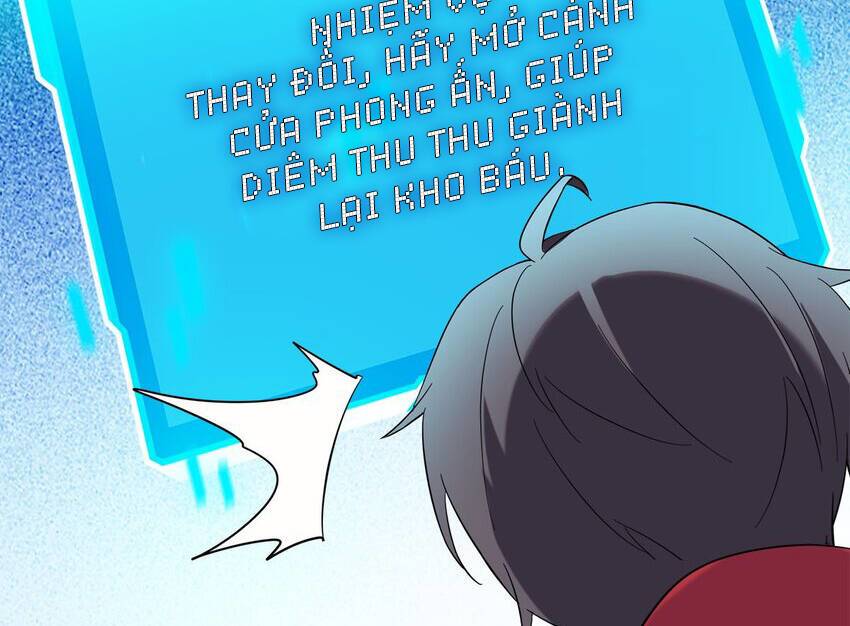 NHIỆM VỤ
THAY ĐỔI, HÃY MỞ CÁNH
CỬA PHONG ẤN, GIÚP
DIÊM THU THU GIÀNH
LẠI KHO BÁU.